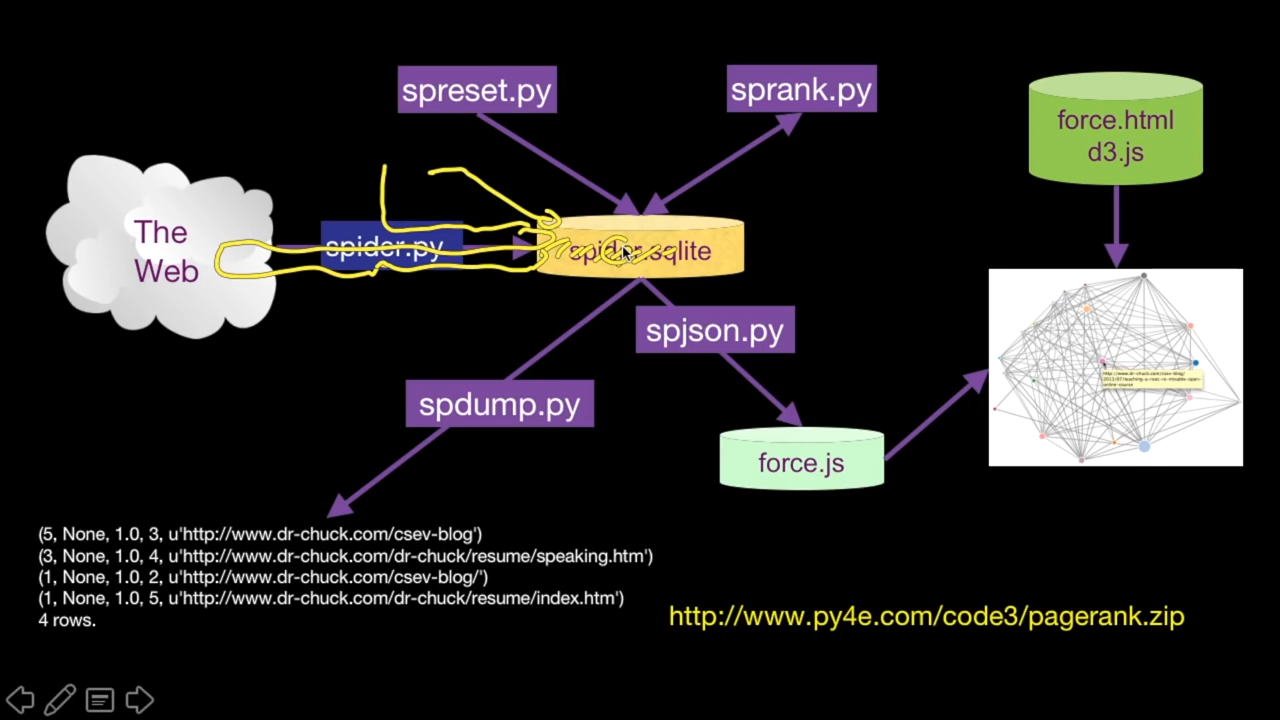 spreset.py
sprank.py
force.html
d3.js
The
Web
spider.py
spider.sqlite
spjson.py
spdump.py
force.js
(5, None, 1.0, 3, u'http://www.dr-chuck.com/csev-blog')
(3, None, 1.0, 4, u'http://www.dr-chuck.com/dr-chuck/resume/speaking.htm')
(1, None, 1.0, 2, u'http://www.dr-chuck.com/csev-blog/')
(1, None, 1.0, 5, u'http://www.dr-chuck.com/dr-chuck/resume/index.htm')
4 rows.
http://www.py4e.com/code3/pagerank.zip